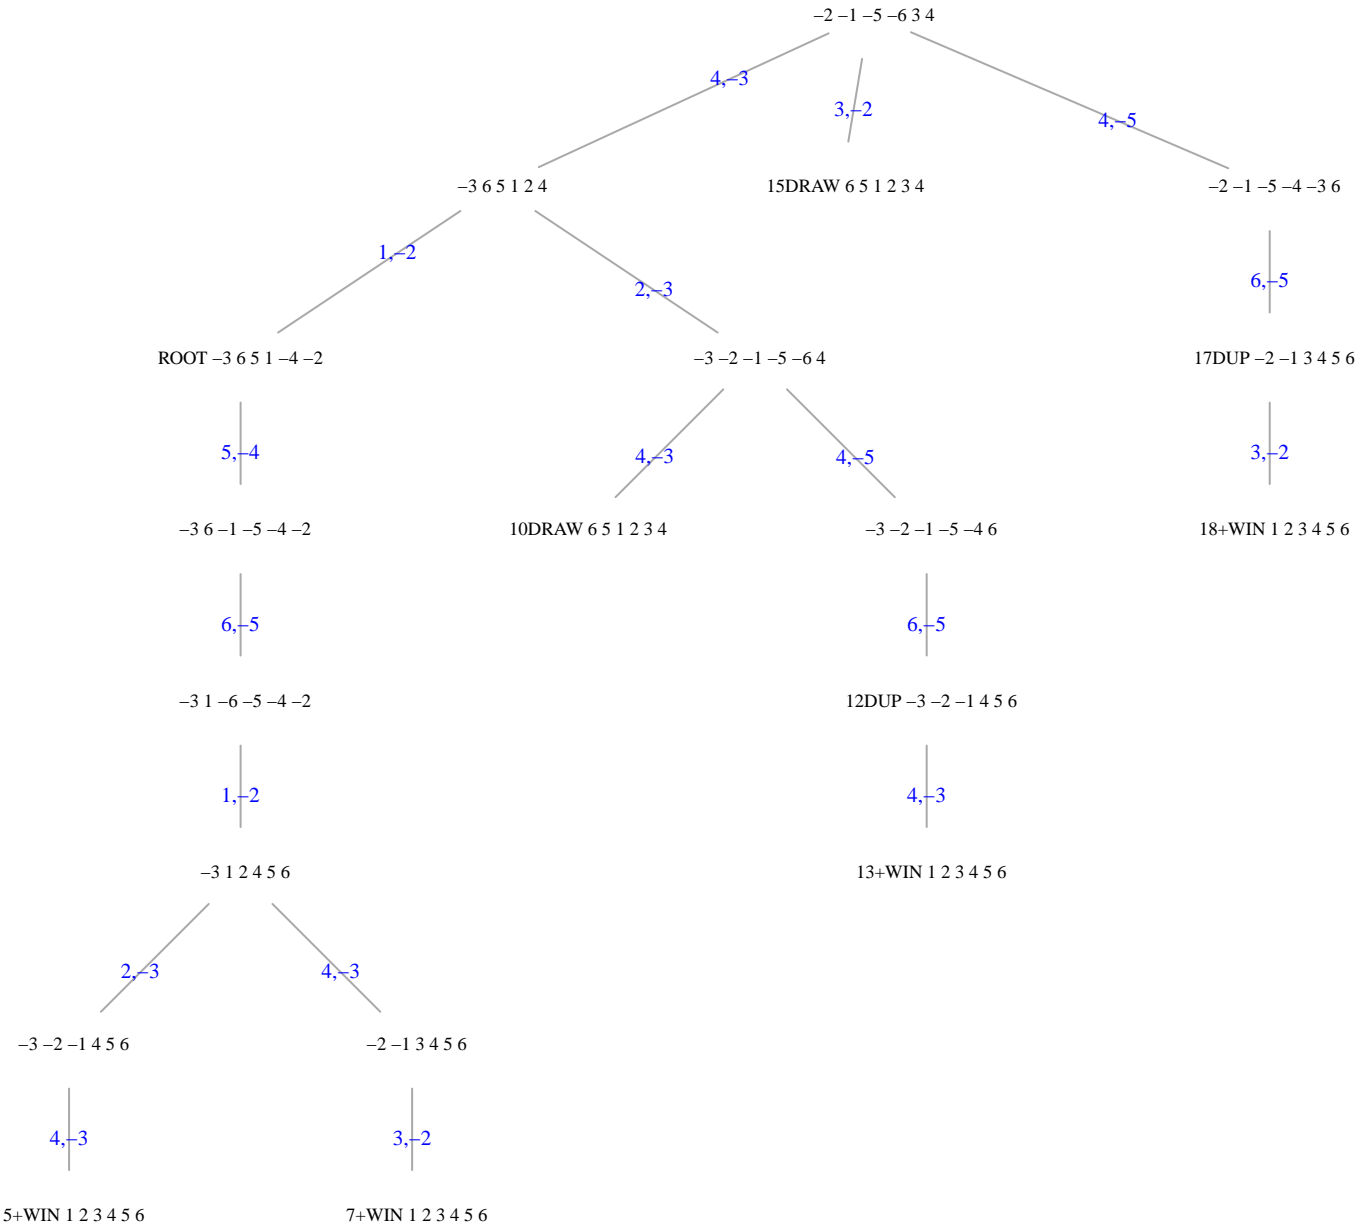 −2 −1 −5 −6 3 4
4,−3
3,−2
4,−5
−3 6 5 1 2 4
15DRAW 6 5 1 2 3 4
−2 −1 −5 −4 −3 6
1,−2
2,−3
6,−5
ROOT −3 6 5 1 −4 −2
−3 −2 −1 −5 −6 4
17DUP −2 −1 3 4 5 6
5,−4
4,−3
4,−5
3,−2
−3 6 −1 −5 −4 −2
10DRAW 6 5 1 2 3 4
−3 −2 −1 −5 −4 6
18+WIN 1 2 3 4 5 6
6,−5
6,−5
−3 1 −6 −5 −4 −2
12DUP −3 −2 −1 4 5 6
1,−2
4,−3
−3 1 2 4 5 6
13+WIN 1 2 3 4 5 6
2,−3
4,−3
−3 −2 −1 4 5 6
−2 −1 3 4 5 6
4,−3
3,−2
5+WIN 1 2 3 4 5 6
7+WIN 1 2 3 4 5 6